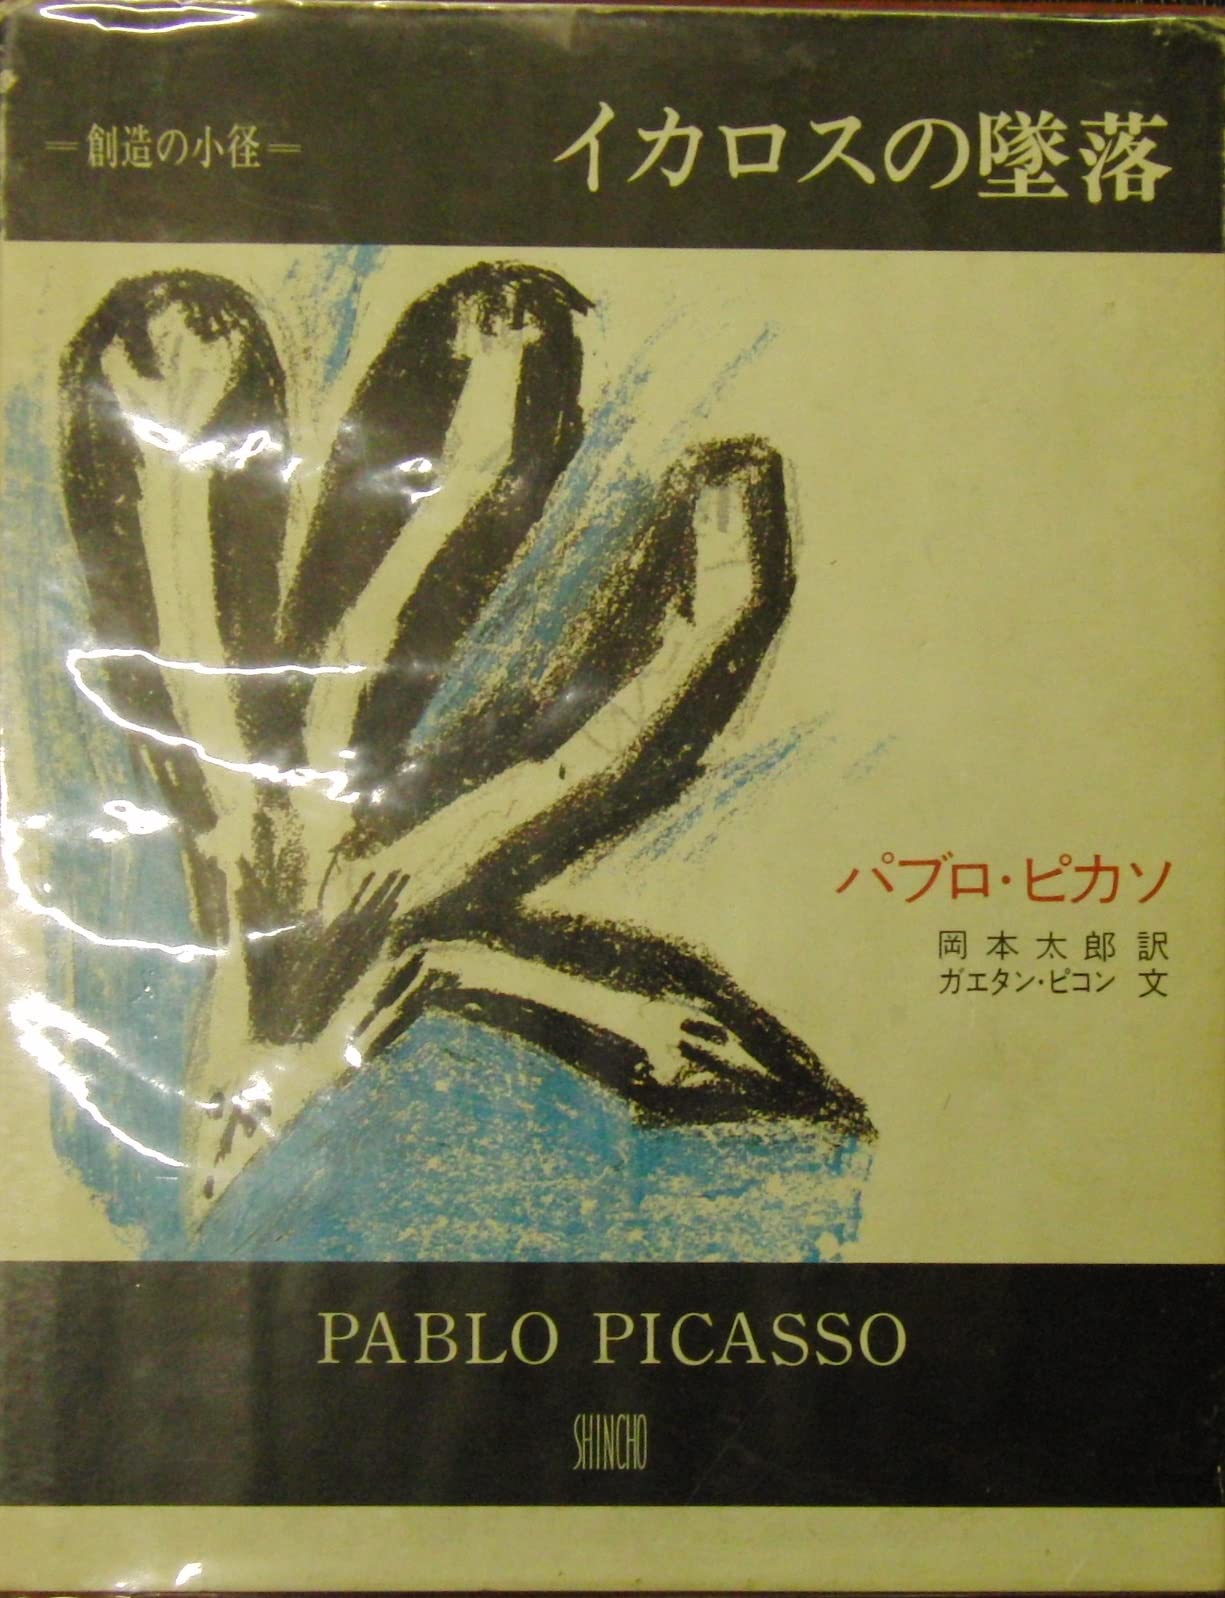 ＝創造の小径＝
イカロスの墜落
パブロ・ピカソ
岡本太郎 訳
ガエタン・ピコン 文
PABLO PICASSO
SHINCHO